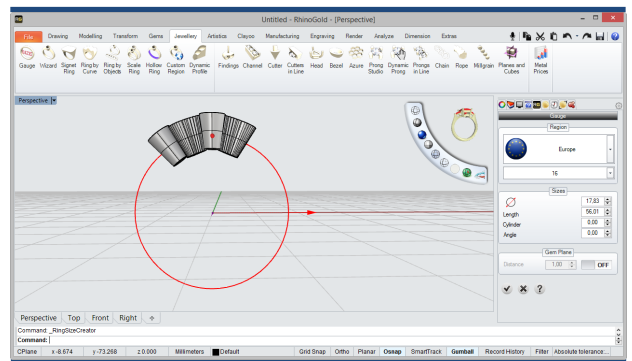 Untitled - RhinoGold - [Perspective]
File Drawing Modelling Transform Gems Jewellery Artistics Clayoo Manufacturing Engraving Render Analyze Dimension Extras
Gauge Wizard Signet Ring by Ring by Scale Hollow Custom Dynamic Findings Channel Cutter Cutters Head Bezel Azure Prong Dynamic Prongs Chain Rope Millgrain Planes and Metal
Ring Curve Objects Ring Ring Region Profile in Line Studio Prong in Line Cubes Prices
Perspective
Gauge
Region
Europe
16
Sizes
17,83
Length 56,01
Cylinder 0,00
Angle 0,00
Gem Plane
Distance 1,00 OFF
Perspective Top Front Right
Command: _RingSizeCreator
Command:
CPlane x -8.674 y -73.268 z 0.000 Millimeters Default Grid Snap Ortho Planar Osnap SmartTrack Gumball Record History Filter Absolute tolerance:...